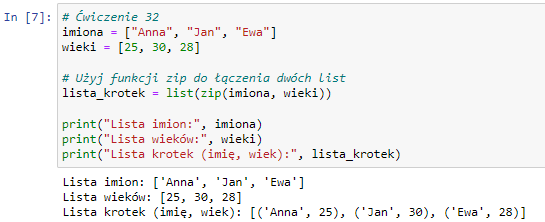 In [7]:
# Ćwiczenie 32
imiona = ["Anna", "Jan", "Ewa"]
wieki = [25, 30, 28]
# Użyj funkcji zip do łączenia dwóch list
lista_krotek = list(zip(imiona, wieki))
print("Lista imion:", imiona)
print("Lista wieków:", wieki)
print("Lista krotek (imię, wiek):", lista_krotek)
Lista imion: ['Anna', 'Jan', 'Ewa']
Lista wieków: [25, 30, 28]
Lista krotek (imię, wiek): [('Anna', 25), ('Jan', 30), ('Ewa', 28)]